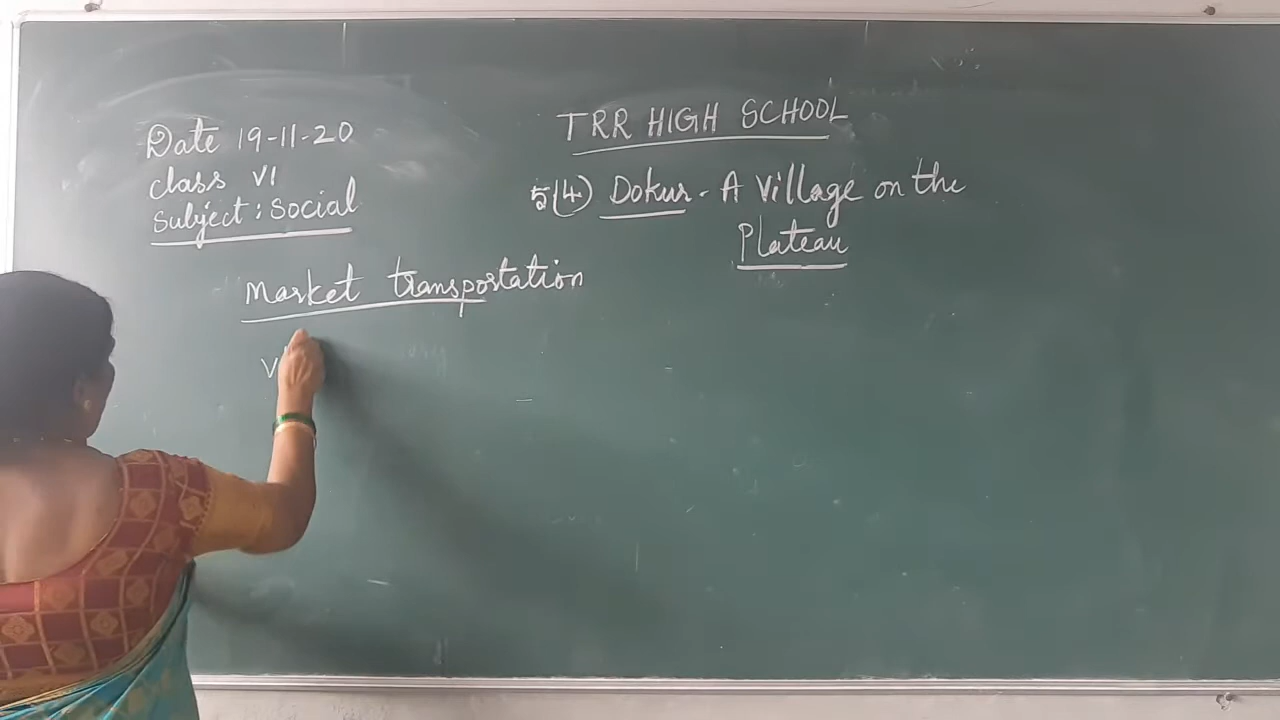 TRR HIGH SCHOOL
Date 19-11-20
Class VI
Subject: Social
5(4) Dokur - A Village on the
Plateau
Market transportation
V